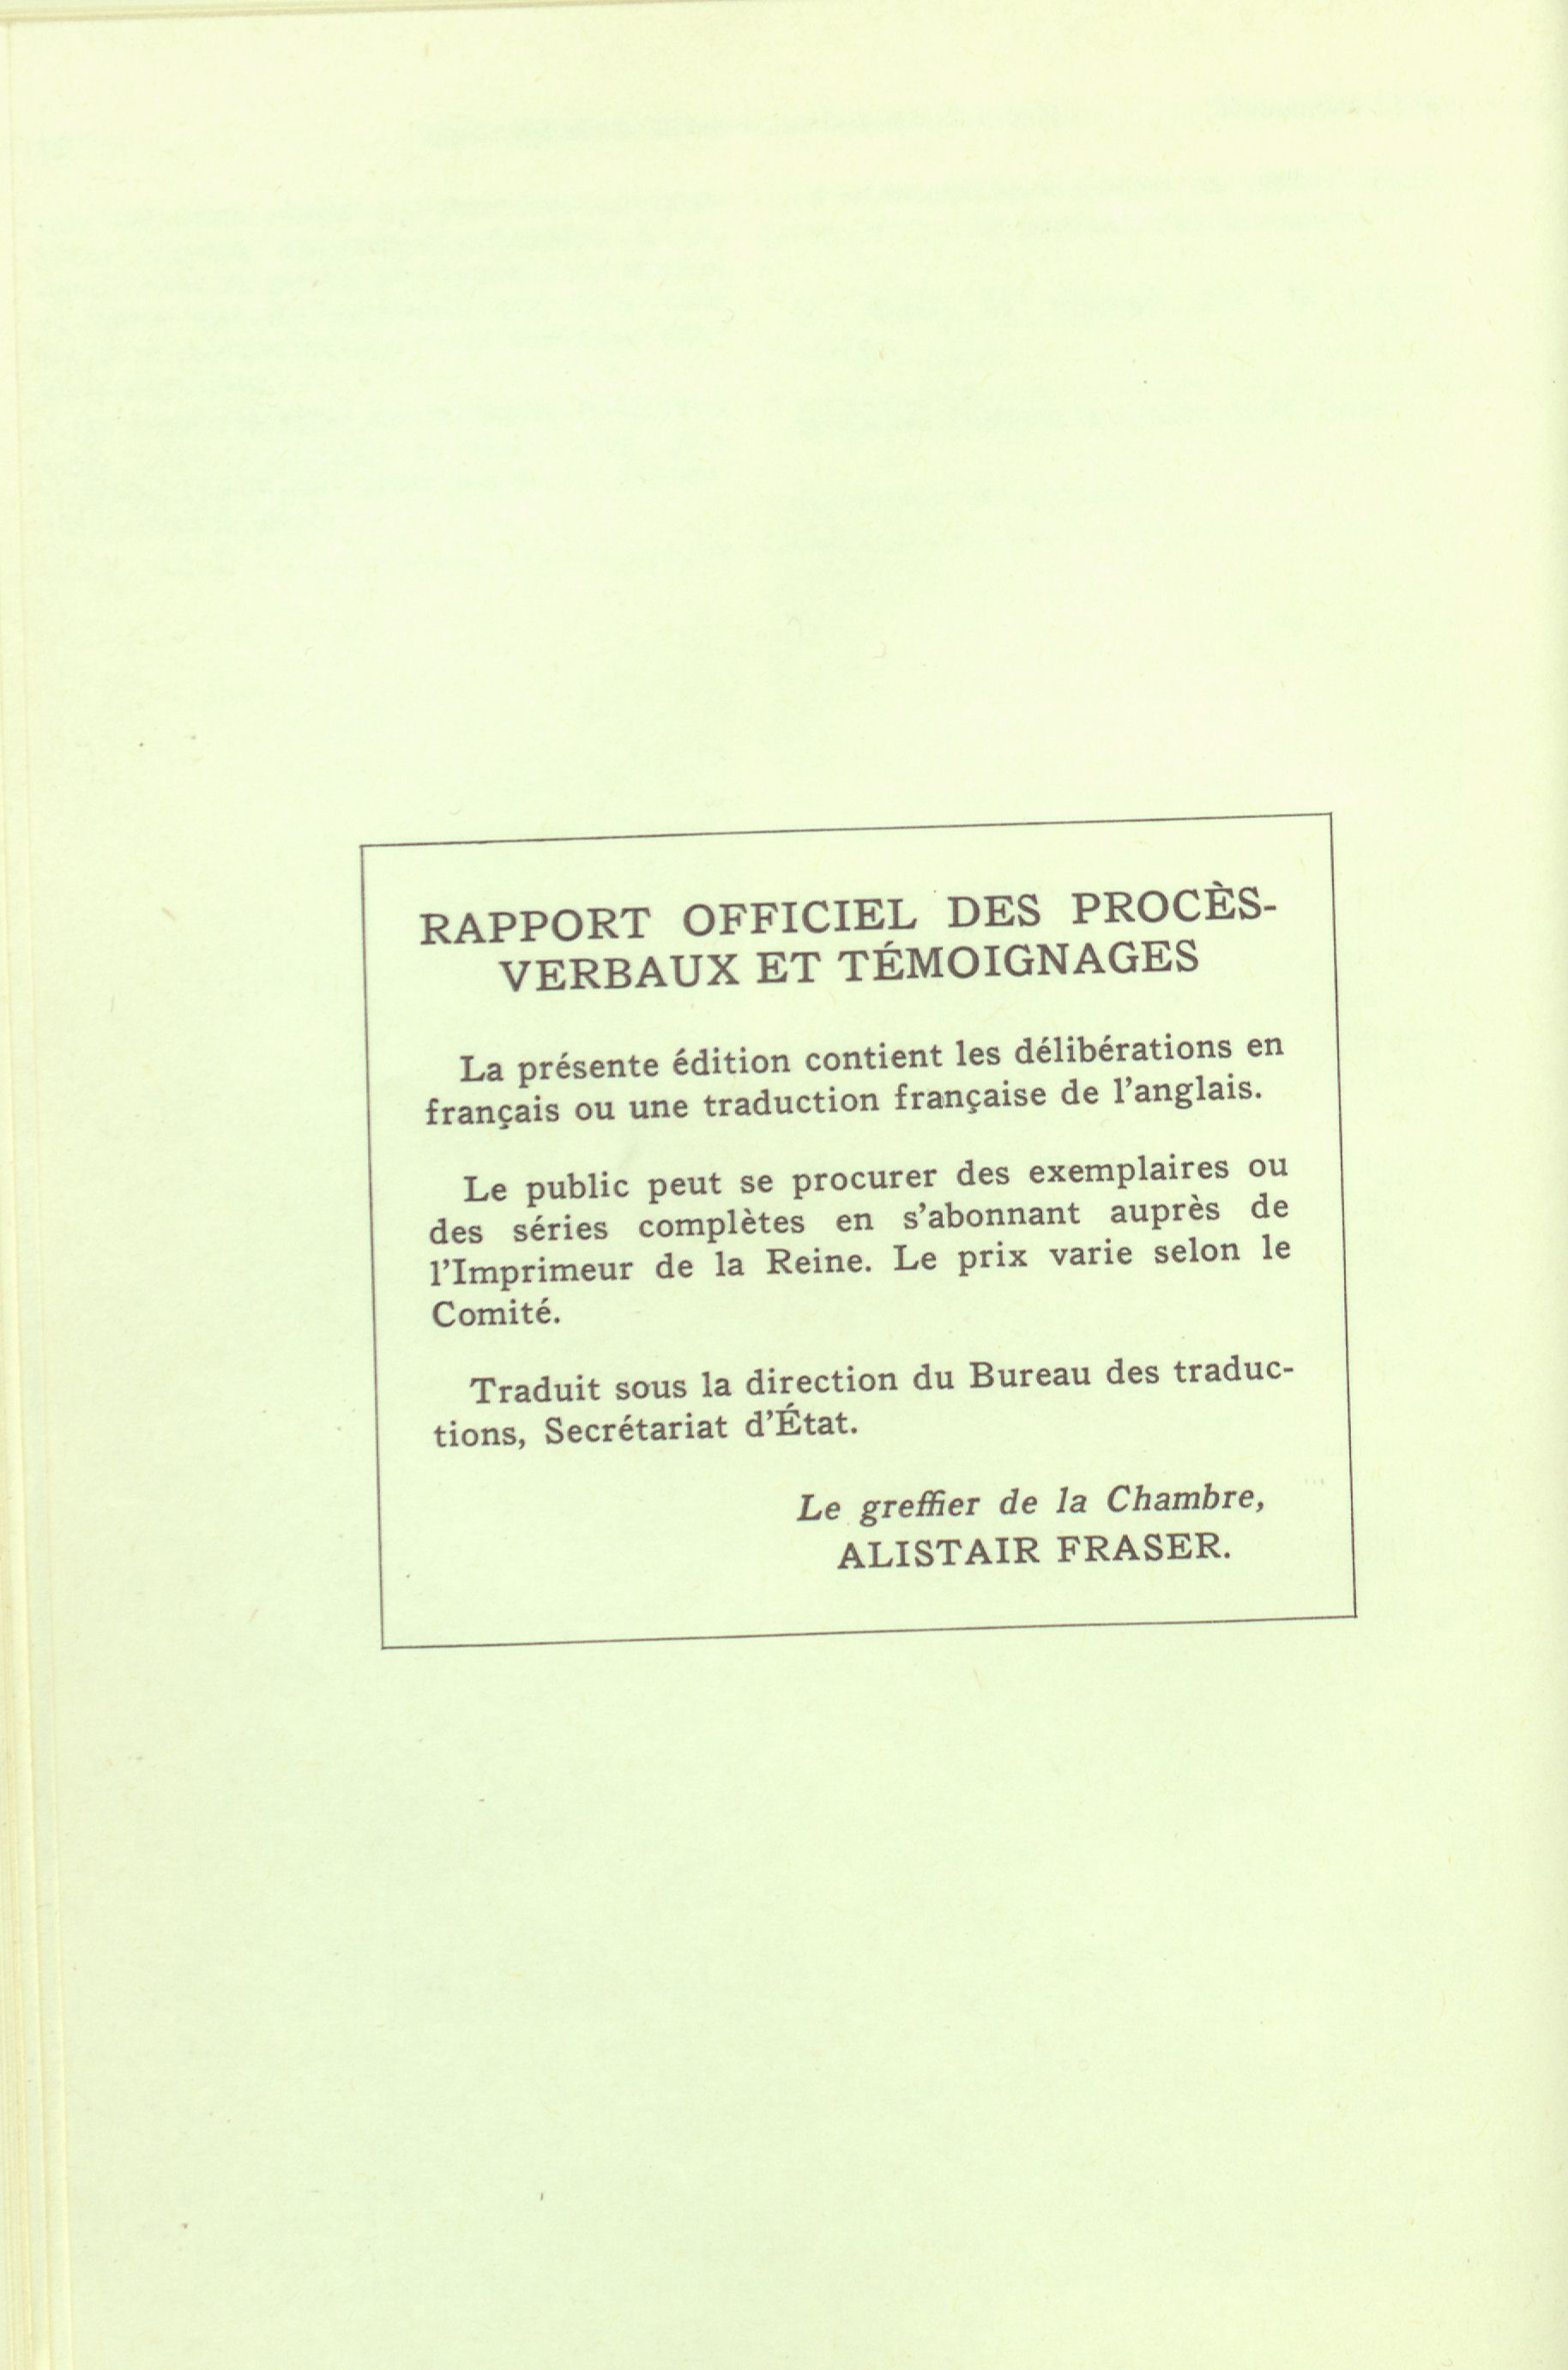 RAPPORT OFFICIEL DES PROCÈS-
VERBAUX ET TÉMOIGNAGES
La présente édition contient les délibérations en
français ou une traduction française de l'anglais.
Le public peut se procurer des exemplaires ou
des séries complètes en s'abonnant auprès de
l'Imprimeur de la Reine. Le prix varie selon le
Comité.
Traduit sous la direction du Bureau des traduc-
tions, Secrétariat d'État.
Le greffier de la Chambre,
ALISTAIR FRASER.